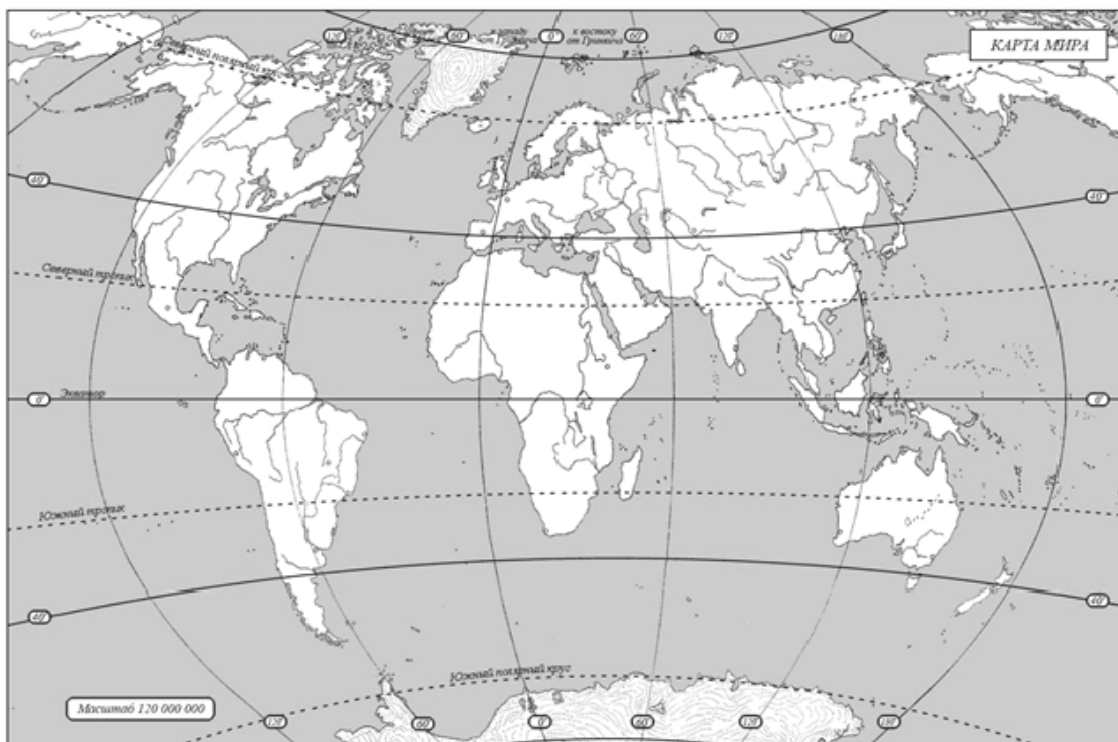 120°
60°
к западу
от Гринвича
0°
к востоку
от Гринвича
60°
120°
180°
КАРТА МИРА
Северный полярный круг
40°
40°
Северный тропик
0°
Экватор
0°
Южный тропик
40°
40°
Южный полярный круг
Масштаб 120 000 000
120°
60°
0°
60°
120°
180°